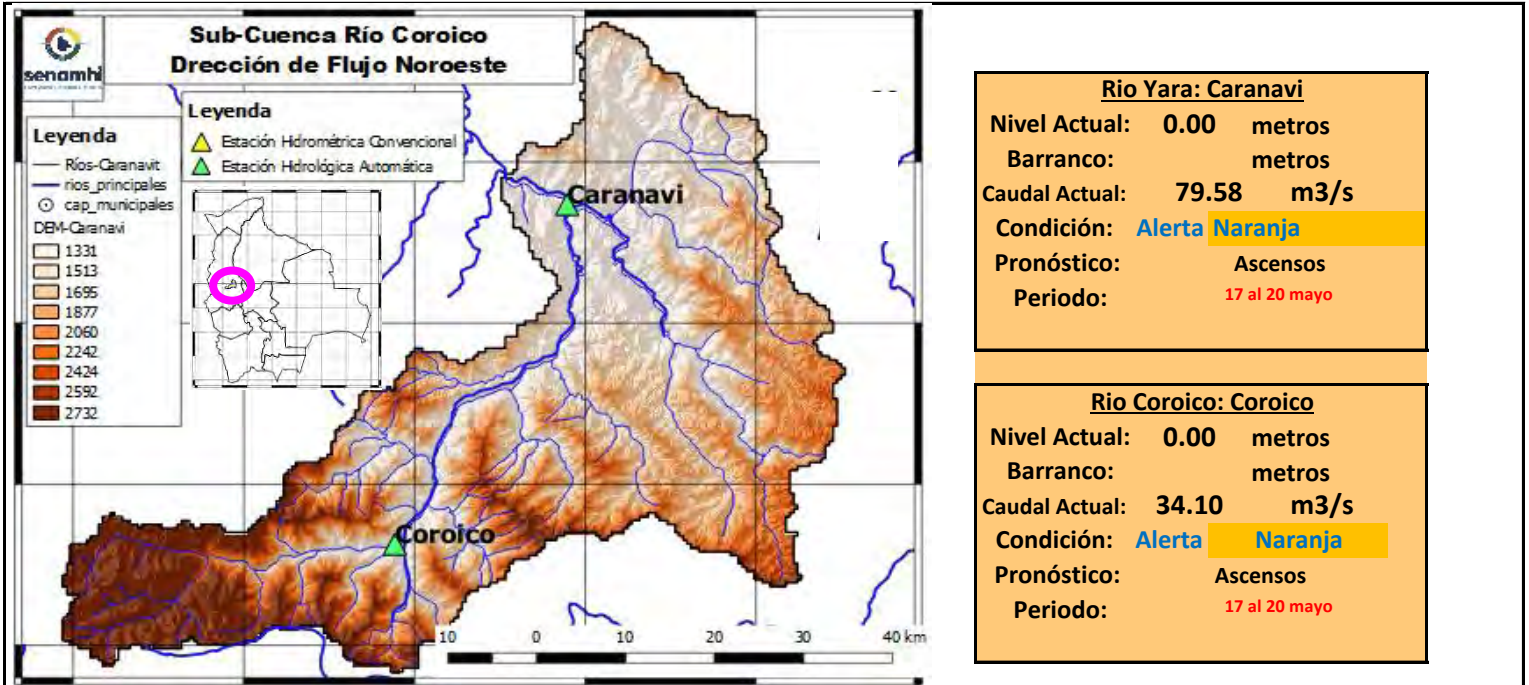 Sub-Cuenca Río Coroico
Drección de Flujo Noroeste
senamhi
Leyenda
Estación Hidrométrica Convencional
Estación Hidrológica Automática
Leyenda
Ríos-Caranavit
rios_principales
cap_municipales
DEM-Caranavi
1331
1513
1695
1877
2060
2242
2424
2592
2732
Caranavi
Coroico
10 0 10 20 30 40 km
Rio Yara: Caranavi
Nivel Actual: 0.00 metros
Barranco: metros
Caudal Actual: 79.58 m3/s
Condición: Alerta Naranja
Pronóstico: Ascensos
Periodo: 17 al 20 mayo
Rio Coroico: Coroico
Nivel Actual: 0.00 metros
Barranco: metros
Caudal Actual: 34.10 m3/s
Condición: Alerta Naranja
Pronóstico: Ascensos
Periodo: 17 al 20 mayo